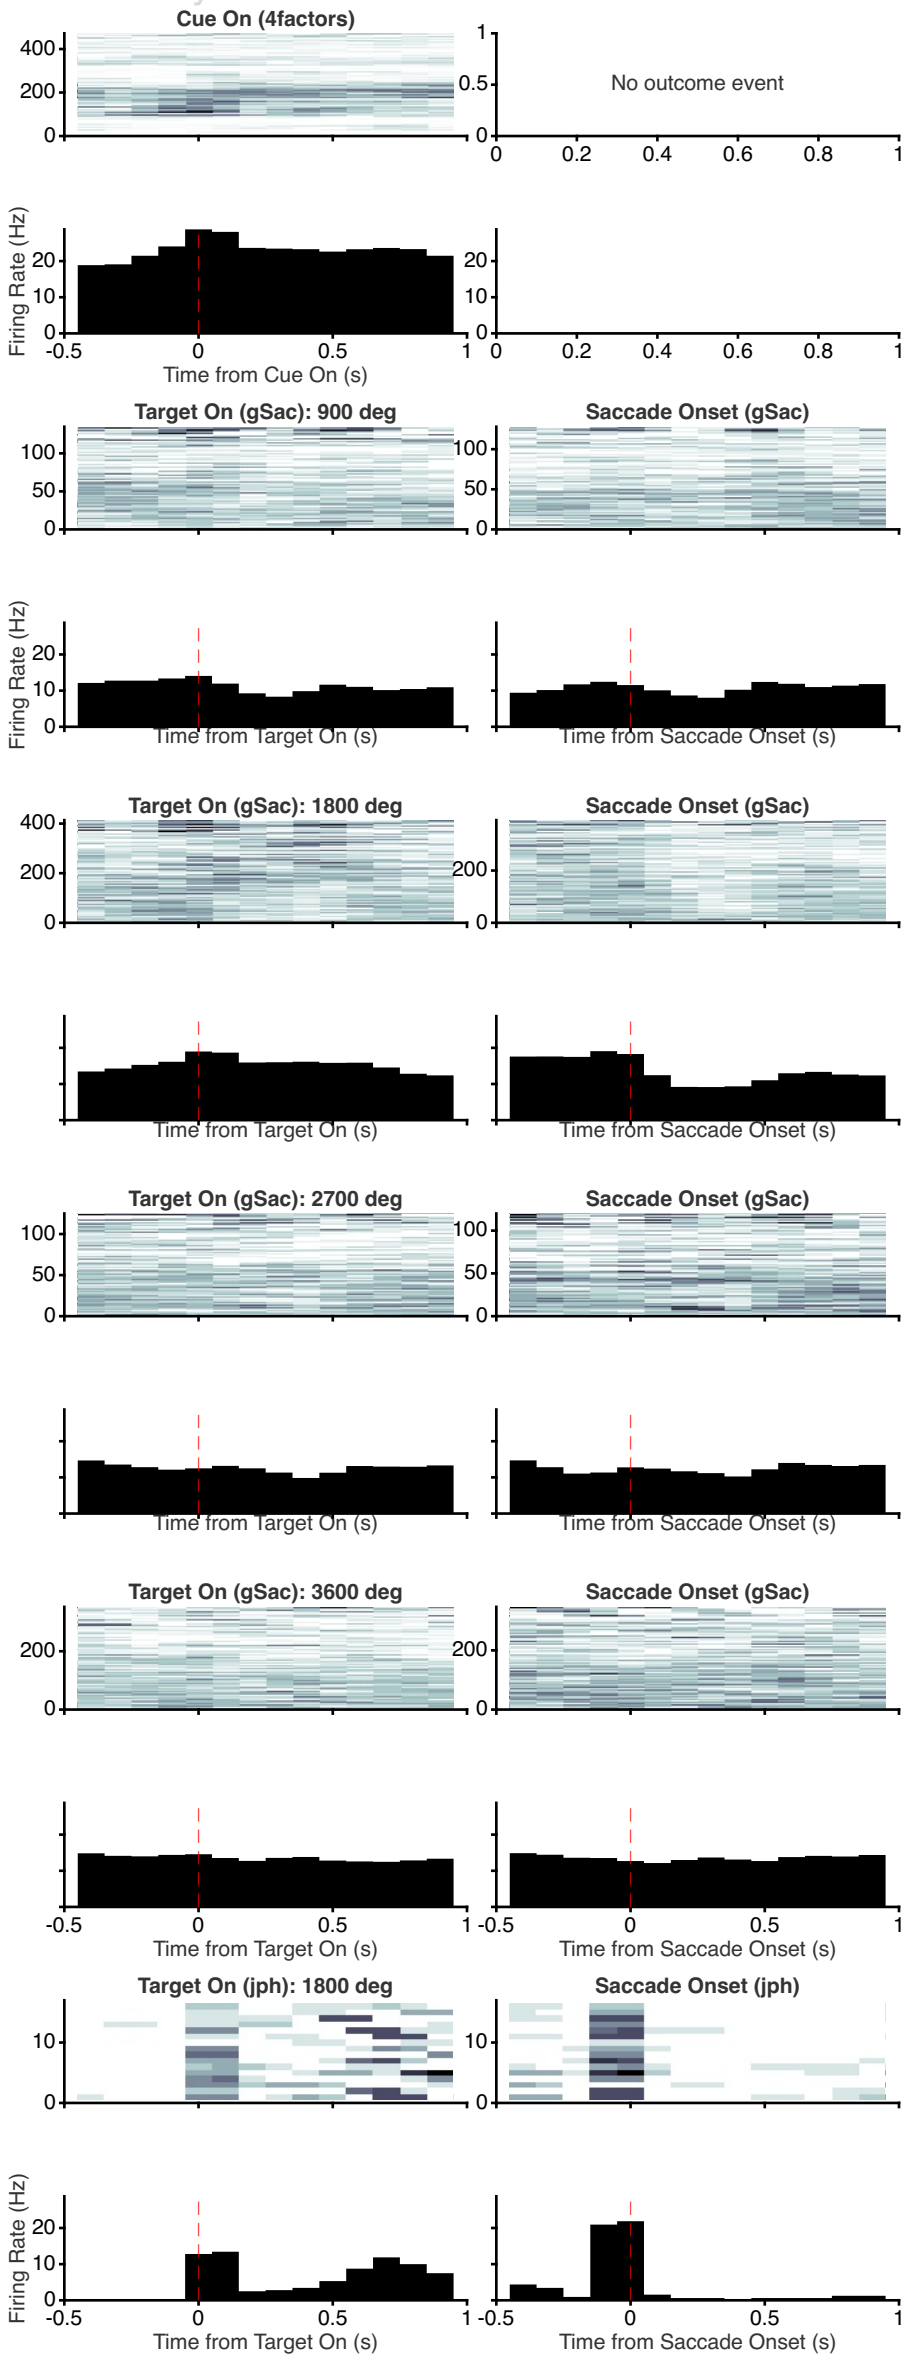 Cue On (4factors)
400
200
0
1
0.5
0
No outcome event
0 0.2 0.4 0.6 0.8 1
Firing Rate (Hz)
20
10
0
-0.5 0 0.5 1
Time from Cue On (s)
20
10
0
0 0.2 0.4 0.6 0.8 1
Target On (gSac): 900 deg
100
50
0
Saccade Onset (gSac)
100
50
0
Firing Rate (Hz)
20
10
0
Time from Target On (s)
Time from Saccade Onset (s)
Target On (gSac): 1800 deg
400
200
0
Saccade Onset (gSac)
200
0
Time from Target On (s)
Time from Saccade Onset (s)
Target On (gSac): 2700 deg
100
50
0
Saccade Onset (gSac)
100
50
0
Time from Target On (s)
Time from Saccade Onset (s)
Target On (gSac): 3600 deg
200
0
Saccade Onset (gSac)
200
0
-0.5 0 0.5 1
Time from Target On (s)
-0.5 0 0.5 1
Time from Saccade Onset (s)
Target On (jph): 1800 deg
10
0
Saccade Onset (jph)
10
0
Firing Rate (Hz)
20
10
0
-0.5 0 0.5 1
Time from Target On (s)
-0.5 0 0.5 1
Time from Saccade Onset (s)